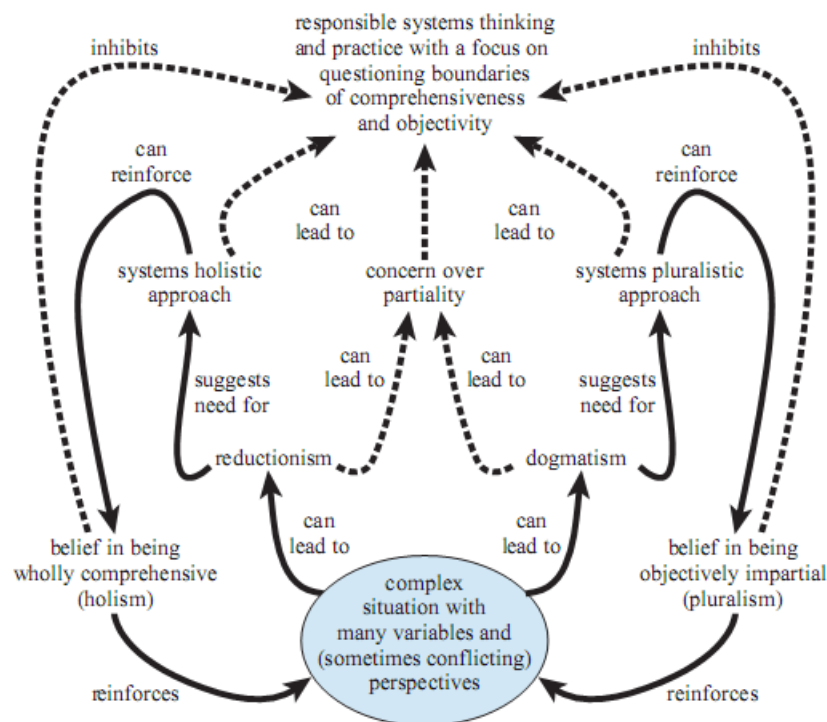 inhibits
responsible systems thinking
and practice with a focus on
questioning boundaries
of comprehensiveness
and objectivity
inhibits
can
reinforce
can
reinforce
can
lead to
can
lead to
systems holistic
approach
concern over
partiality
systems pluralistic
approach
suggests
need for
can
lead to
can
lead to
suggests
need for
reductionism
dogmatism
can
lead to
can
lead to
belief in being
wholly comprehensive
(holism)
belief in being
objectively impartial
(pluralism)
complex
situation with
many variables and
(sometimes conflicting)
perspectives
reinforces
reinforces